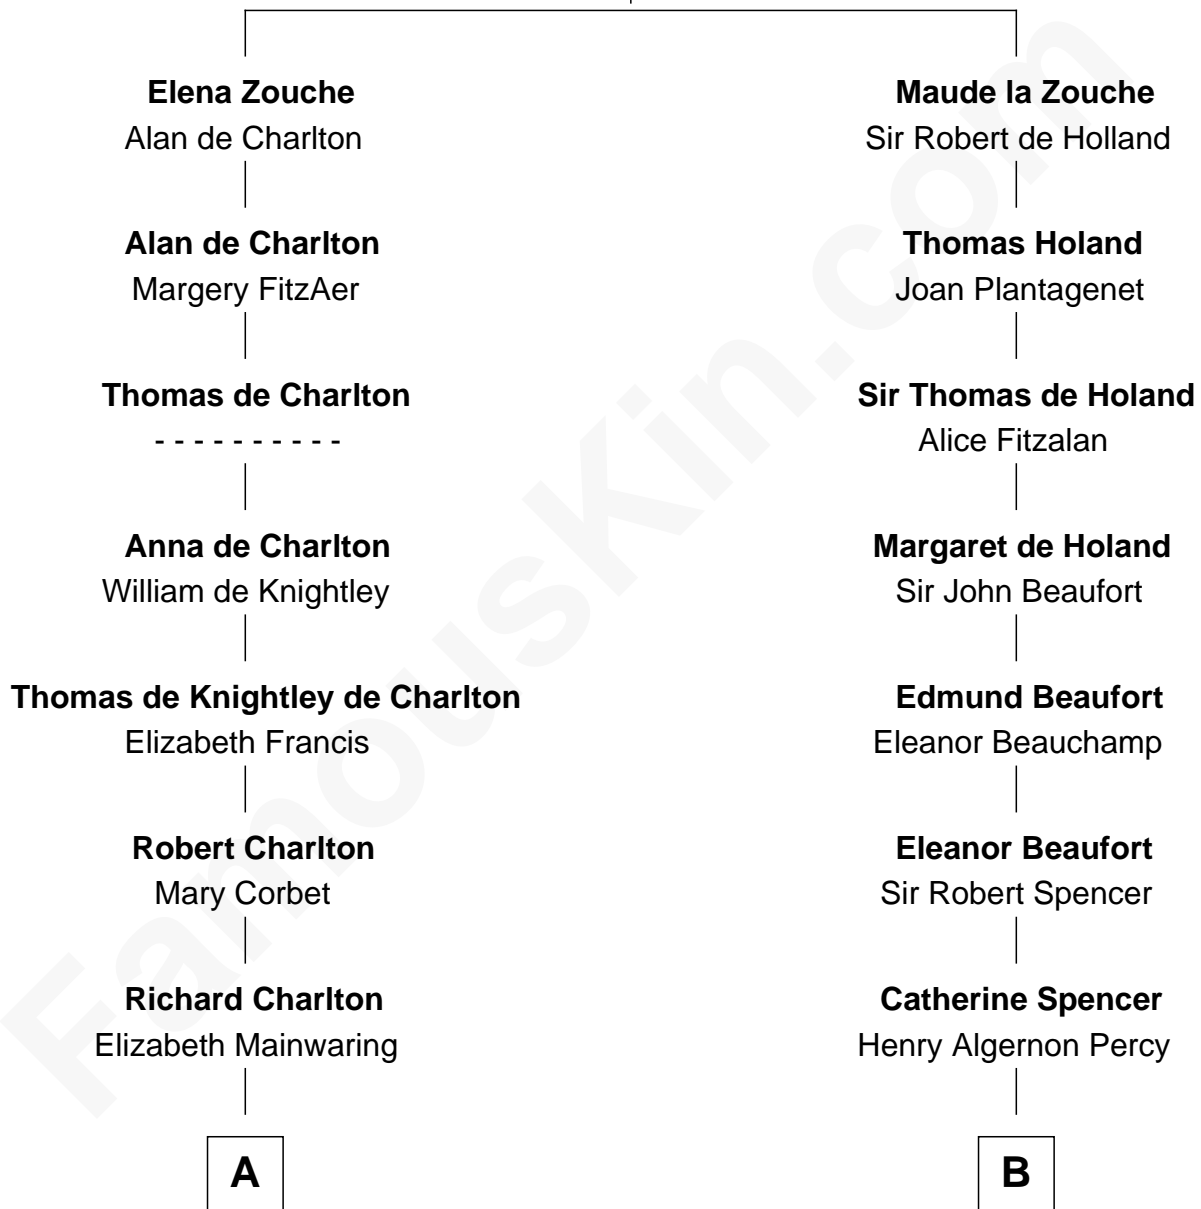 Elena Zouche
Alan de Charlton
Alan de Charlton
Margery FitzAer
Thomas de Charlton
- - - - - - - - - -
Anna de Charlton
William de Knightley
Thomas de Knightley de Charlton
Elizabeth Francis
Robert Charlton
Mary Corbet
Richard Charlton
Elizabeth Mainwaring
A
Maude la Zouche
Sir Robert de Holland
Thomas Holand
Joan Plantagenet
Sir Thomas de Holand
Alice Fitzalan
Margaret de Holand
Sir John Beaufort
Edmund Beaufort
Eleanor Beauchamp
Eleanor Beaufort
Sir Robert Spencer
Catherine Spencer
Henry Algernon Percy
B
FamousKin.com